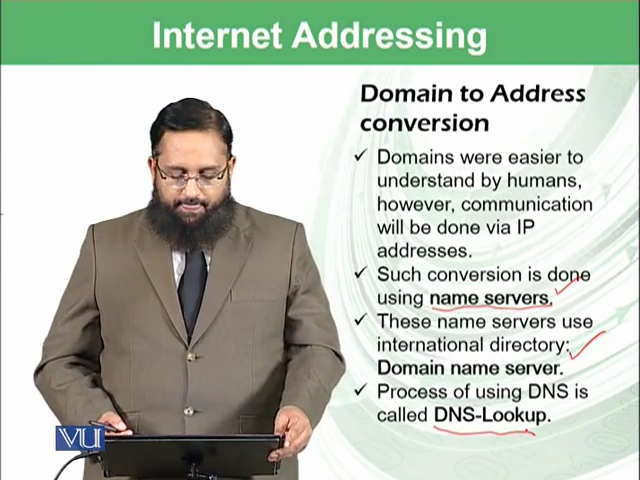 Internet Addressing
Domain to Address
conversion
✓ Domains were easier to
understand by humans,
however, communication
will be done via IP
addresses.
✓ Such conversion is done
using name servers.
✓ These name servers use
international directory;
Domain name server.
✓ Process of using DNS is
called DNS-Lookup.
VU